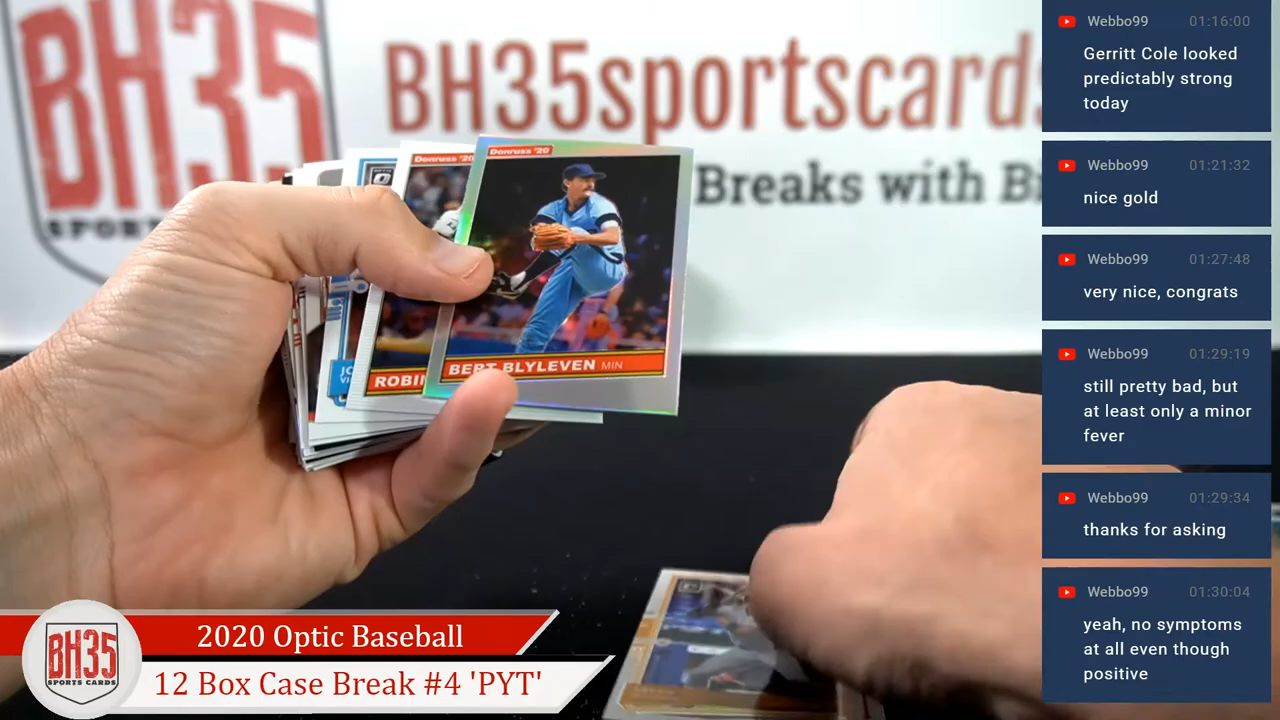 BH35
SPORTS CARDS
BH35sportscards
Breaks with
Donruss '20
Donruss '20
BERT BLYLEVEN MIN
ROBI
BH35
SPORTS CARDS
2020 Optic Baseball
12 Box Case Break #4 'PYT'
Webbo99 01:16:00
Gerritt Cole looked
predictably strong
today
Webbo99 01:21:32
nice gold
Webbo99 01:27:48
very nice, congrats
Webbo99 01:29:19
still pretty bad, but
at least only a minor
fever
Webbo99 01:29:34
thanks for asking
Webbo99 01:30:04
yeah, no symptoms
at all even though
positive